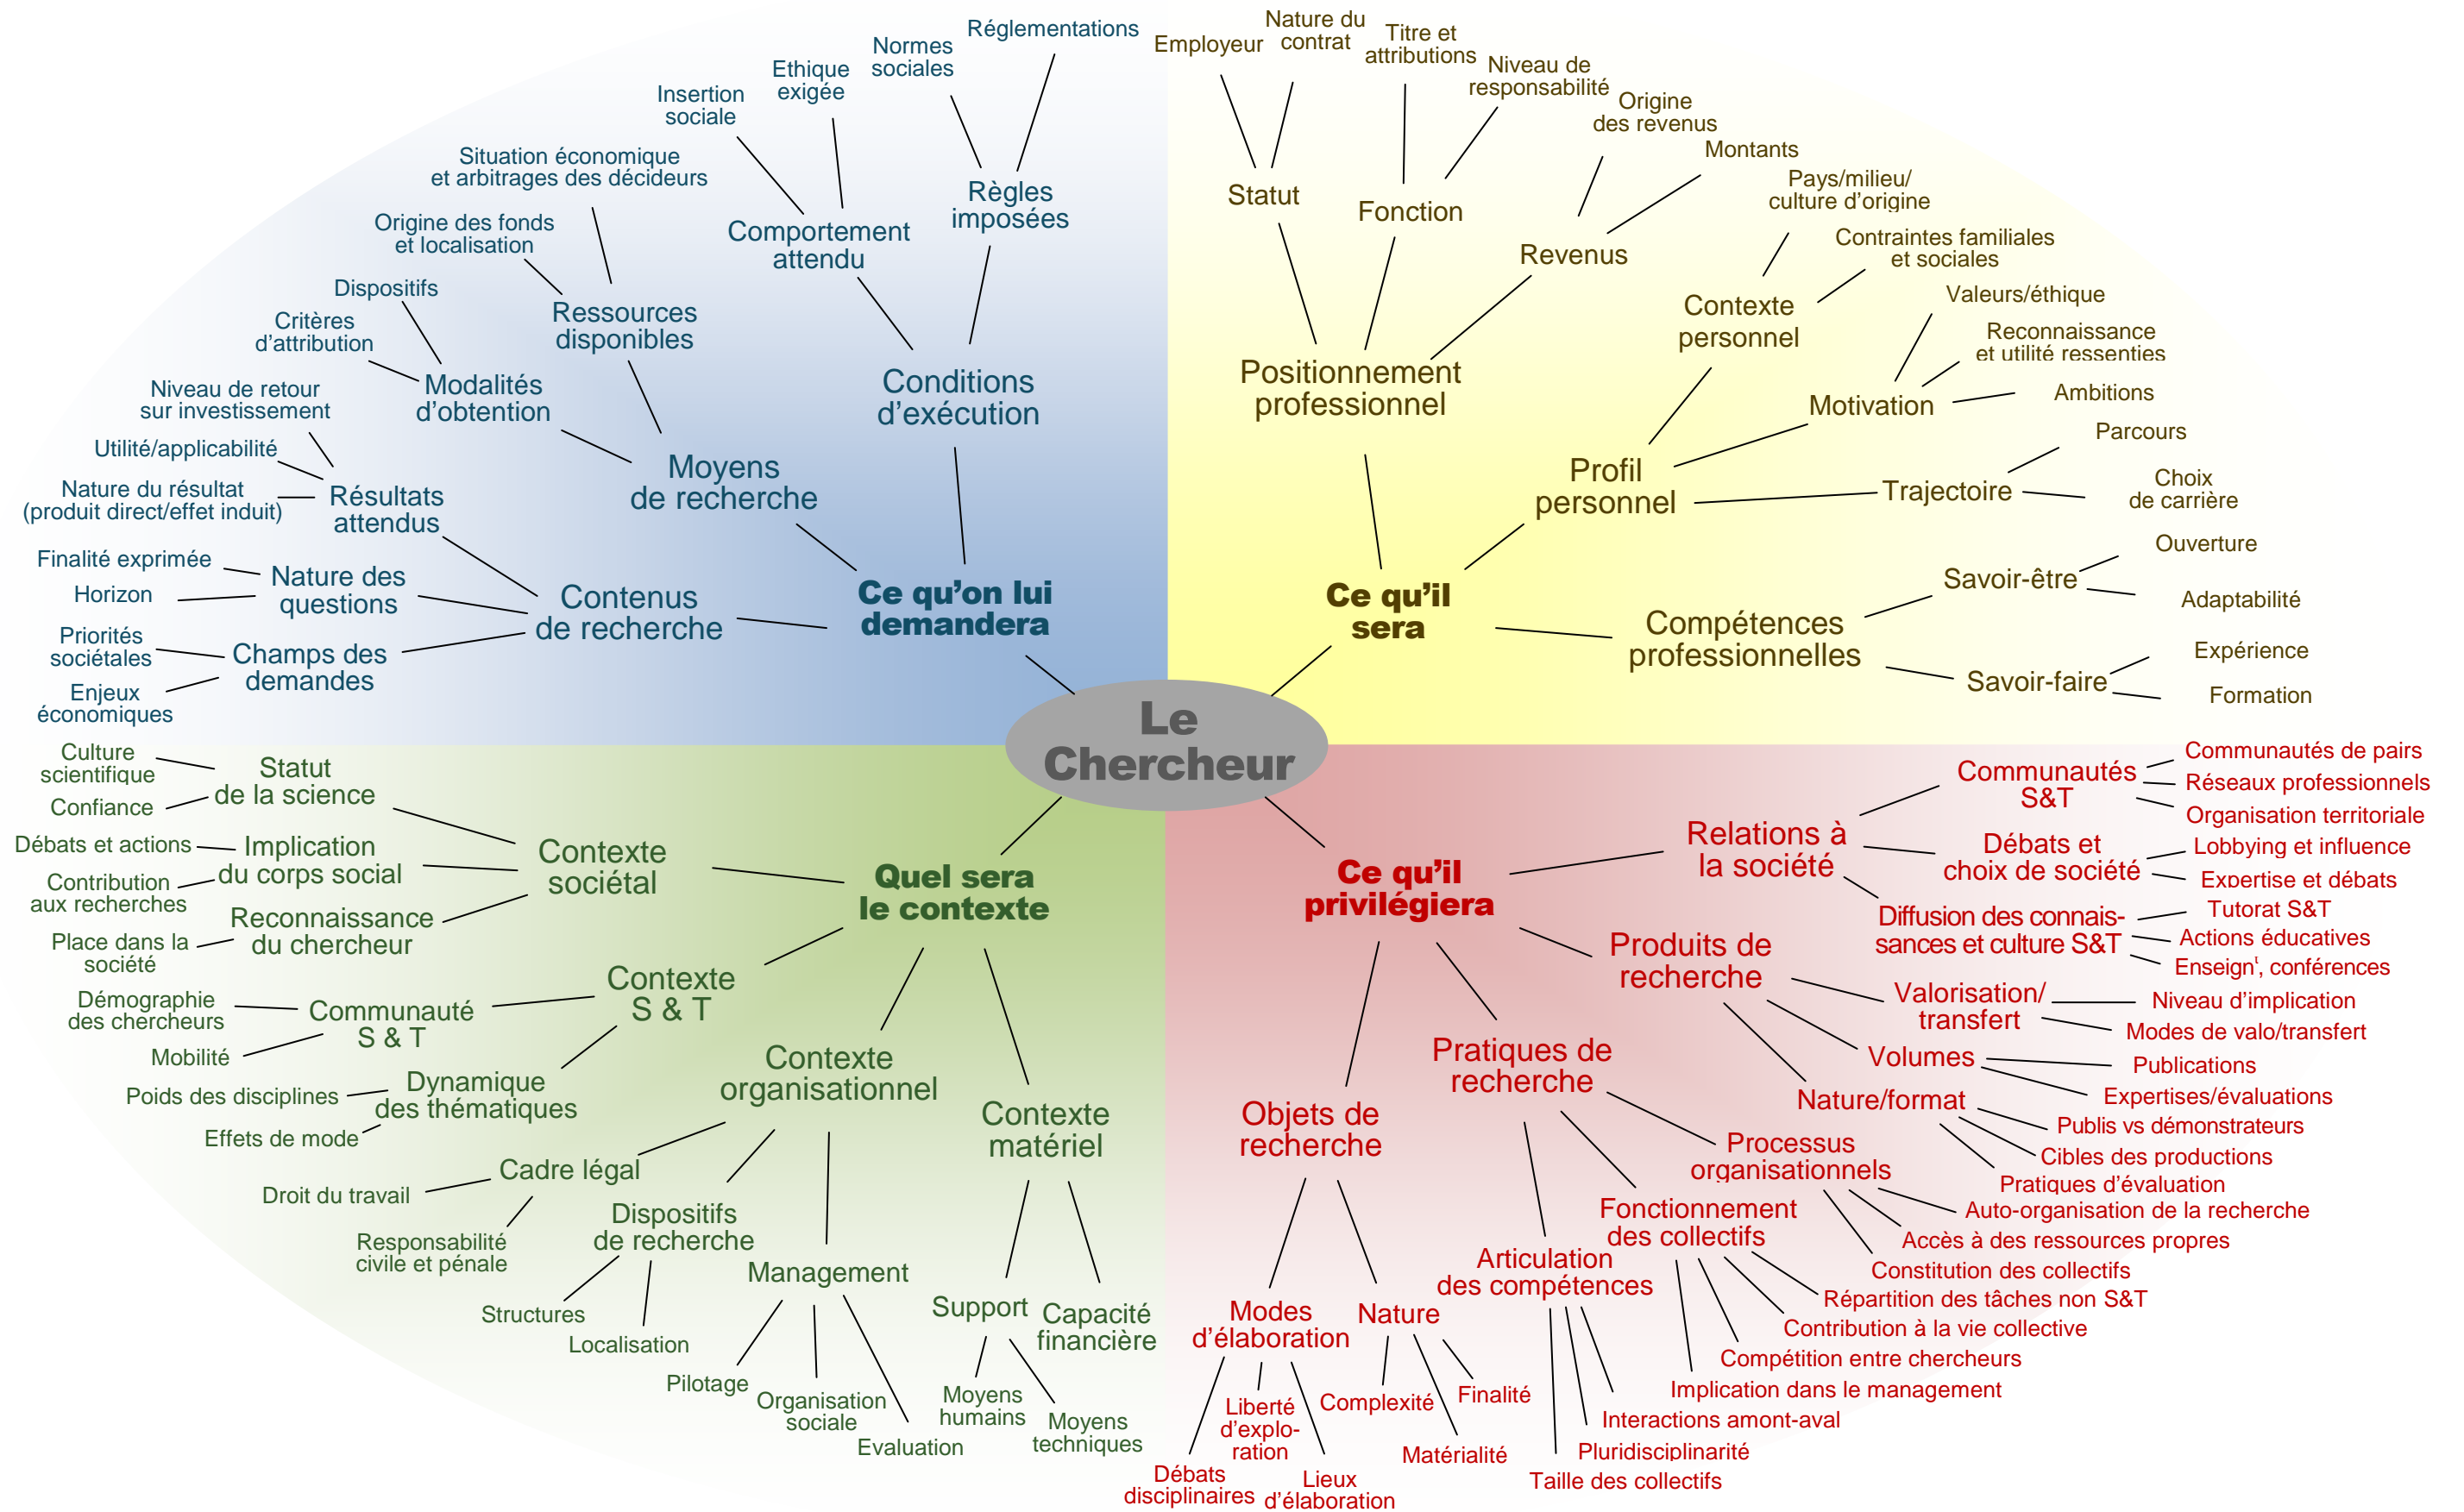 Le
Chercheur
Ce qu'on lui
demandera
Conditions
d'exécution
Règles
imposées
Réglementations
Normes
sociales
Comportement
attendu
Ethique
exigée
Insertion
sociale
Moyens
de recherche
Ressources
disponibles
Situation économique
et arbitrages des décideurs
Origine des fonds
et localisation
Modalités
d'obtention
Dispositifs
Critères
d'attribution
Contenus
de recherche
Résultats
attendus
Niveau de retour
sur investissement
Utilité/applicabilité
Nature du résultat
(produit direct/effet induit)
Nature des
questions
Finalité exprimée
Horizon
Champs des
demandes
Priorités
sociétales
Enjeux
économiques
Ce qu'il
sera
Positionnement
professionnel
Statut
Employeur
Nature du
contrat
Fonction
Titre et
attributions
Niveau de
responsabilité
Revenus
Origine
des revenus
Montants
Profil
personnel
Contexte
personnel
Pays/milieu/
culture d'origine
Contraintes familiales
et sociales
Motivation
Valeurs/éthique
Reconnaissance
et utilité ressenties
Ambitions
Trajectoire
Parcours
Choix
de carrière
Compétences
professionnelles
Savoir-être
Ouverture
Adaptabilité
Savoir-faire
Expérience
Formation
Quel sera
le contexte
Contexte
sociétal
Statut
de la science
Culture
scientifique
Confiance
Implication
du corps social
Débats et actions
Contribution
aux recherches
Reconnaissance
du chercheur
Place dans la
société
Contexte
S & T
Communauté
S & T
Démographie
des chercheurs
Mobilité
Dynamique
des thématiques
Poids des disciplines
Effets de mode
Contexte
organisationnel
Cadre légal
Droit du travail
Responsabilité
civile et pénale
Dispositifs
de recherche
Structures
Localisation
Management
Pilotage
Organisation
sociale
Evaluation
Contexte
matériel
Support
Moyens
humains
Moyens
techniques
Capacité
financière
Ce qu'il
privilégiera
Relations à
la société
Communautés
S&T
Communautés de pairs
Réseaux professionnels
Organisation territoriale
Débats et
choix de société
Lobbying et influence
Expertise et débats
Diffusion des connais-
sances et culture S&T
Tutorat S&T
Actions éducatives
Enseignᵗ, conférences
Produits de
recherche
Valorisation/
transfert
Niveau d'implication
Modes de valo/transfert
Volumes
Publications
Expertises/évaluations
Nature/format
Publis vs démonstrateurs
Cibles des productions
Pratiques d'évaluation
Pratiques de
recherche
Processus
organisationnels
Auto-organisation de la recherche
Accès à des ressources propres
Constitution des collectifs
Fonctionnement
des collectifs
Répartition des tâches non S&T
Contribution à la vie collective
Compétition entre chercheurs
Implication dans le management
Articulation
des compétences
Interactions amont-aval
Pluridisciplinarité
Taille des collectifs
Objets de
recherche
Nature
Finalité
Matérialité
Complexité
Modes
d'élaboration
Lieux
d'élaboration
Liberté
d'explo-
ration
Débats
disciplinaires